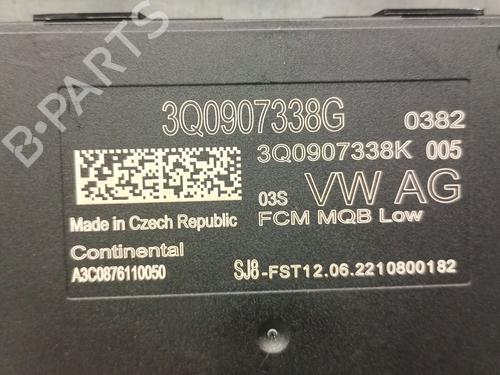 B-PARTS
3Q0907338G 0382
3Q0907338K 005
03S VW AG
Made in Czech Republic FCM MQB Low
Continental
A3C0876110050 SJ8-FST12.06.2210800182